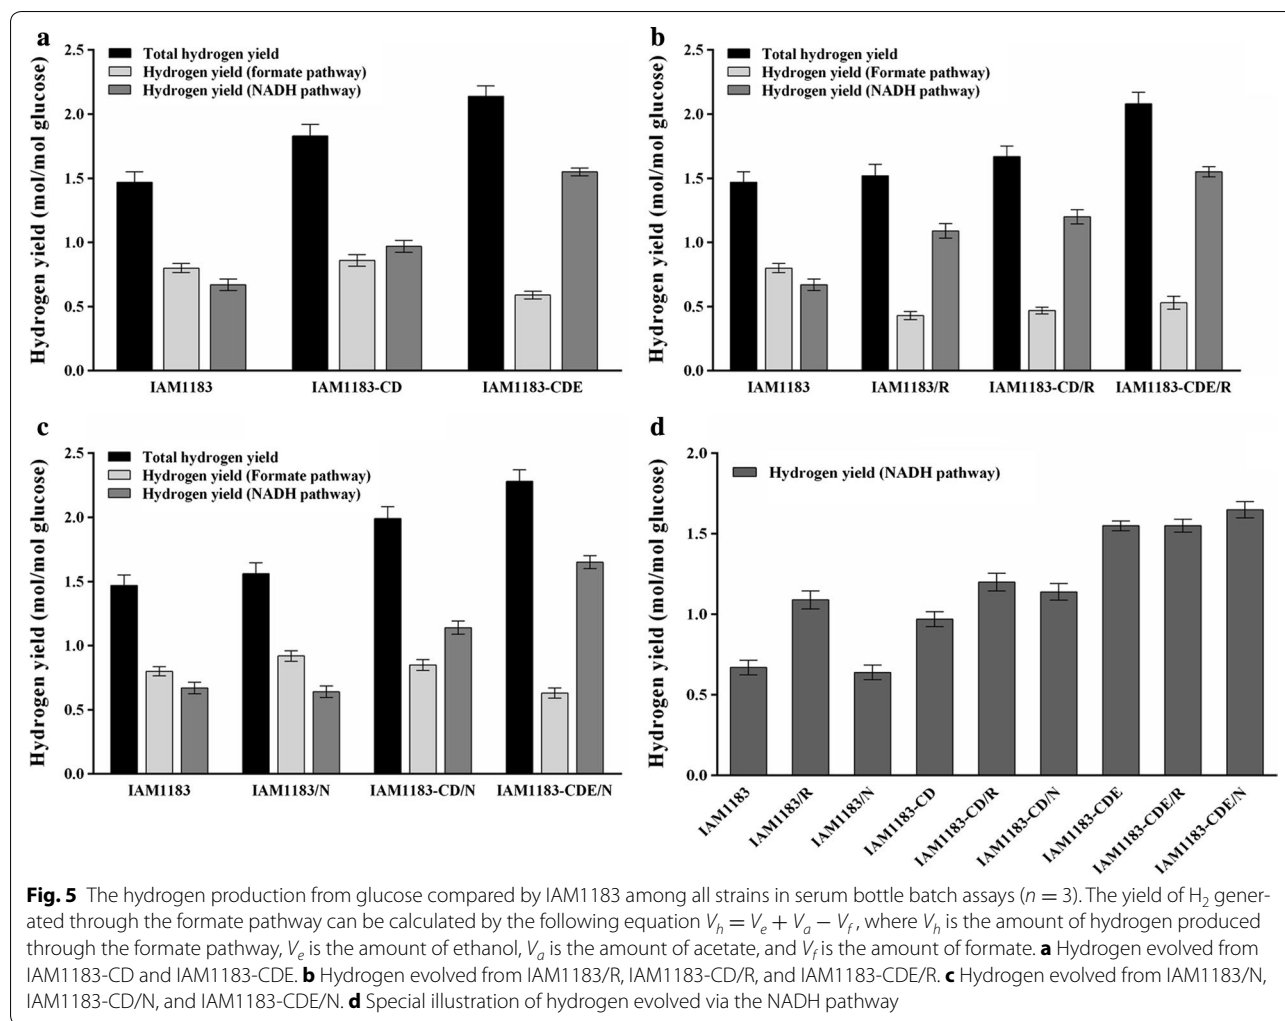 a
2.5
2.0
1.5
1.0
0.5
0.0
Hydrogen yield (mol/mol glucose)
Total hydrogen yield
Hydrogen yield (formate pathway)
Hydrogen yield (NADH pathway)
IAM1183 IAM1183-CD IAM1183-CDE
b
2.5
2.0
1.5
1.0
0.5
0.0
Hydrogen yield (mol/mol glucose)
Total hydrogen yield
Hydrogen yield (Formate pathway)
Hydrogen yield (NADH pathway)
IAM1183 IAM1183/R IAM1183-CD/R IAM1183-CDE/R
c
2.5
2.0
1.5
1.0
0.5
0.0
Hydrogen yield (mol/mol glucose)
Total hydrogen yield
Hydrogen yield (Formate pathway)
Hydrogen yield (NADH pathway)
IAM1183 IAM1183/N IAM1183-CD/N IAM1183-CDE/N
d
2.0
1.5
1.0
0.5
0.0
Hydrogen yield (mol/mol glucose)
Hydrogen yield (NADH pathway)
IAM1183 IAM1183/R IAM1183/N IAM1183-CD IAM1183-CD/R IAM1183-CD/N IAM1183-CDE IAM1183-CDE/R IAM1183-CDE/N
Fig. 5 The hydrogen production from glucose compared by IAM1183 among all strains in serum bottle batch assays (n = 3). The yield of H₂ gener-
ated through the formate pathway can be calculated by the following equation Vₕ = Vₑ + Vₐ − V_f, where Vₕ is the amount of hydrogen produced
through the formate pathway, Vₑ is the amount of ethanol, Vₐ is the amount of acetate, and V_f is the amount of formate. a Hydrogen evolved from
IAM1183-CD and IAM1183-CDE. b Hydrogen evolved from IAM1183/R, IAM1183-CD/R, and IAM1183-CDE/R. c Hydrogen evolved from IAM1183/N,
IAM1183-CD/N, and IAM1183-CDE/N. d Special illustration of hydrogen evolved via the NADH pathway